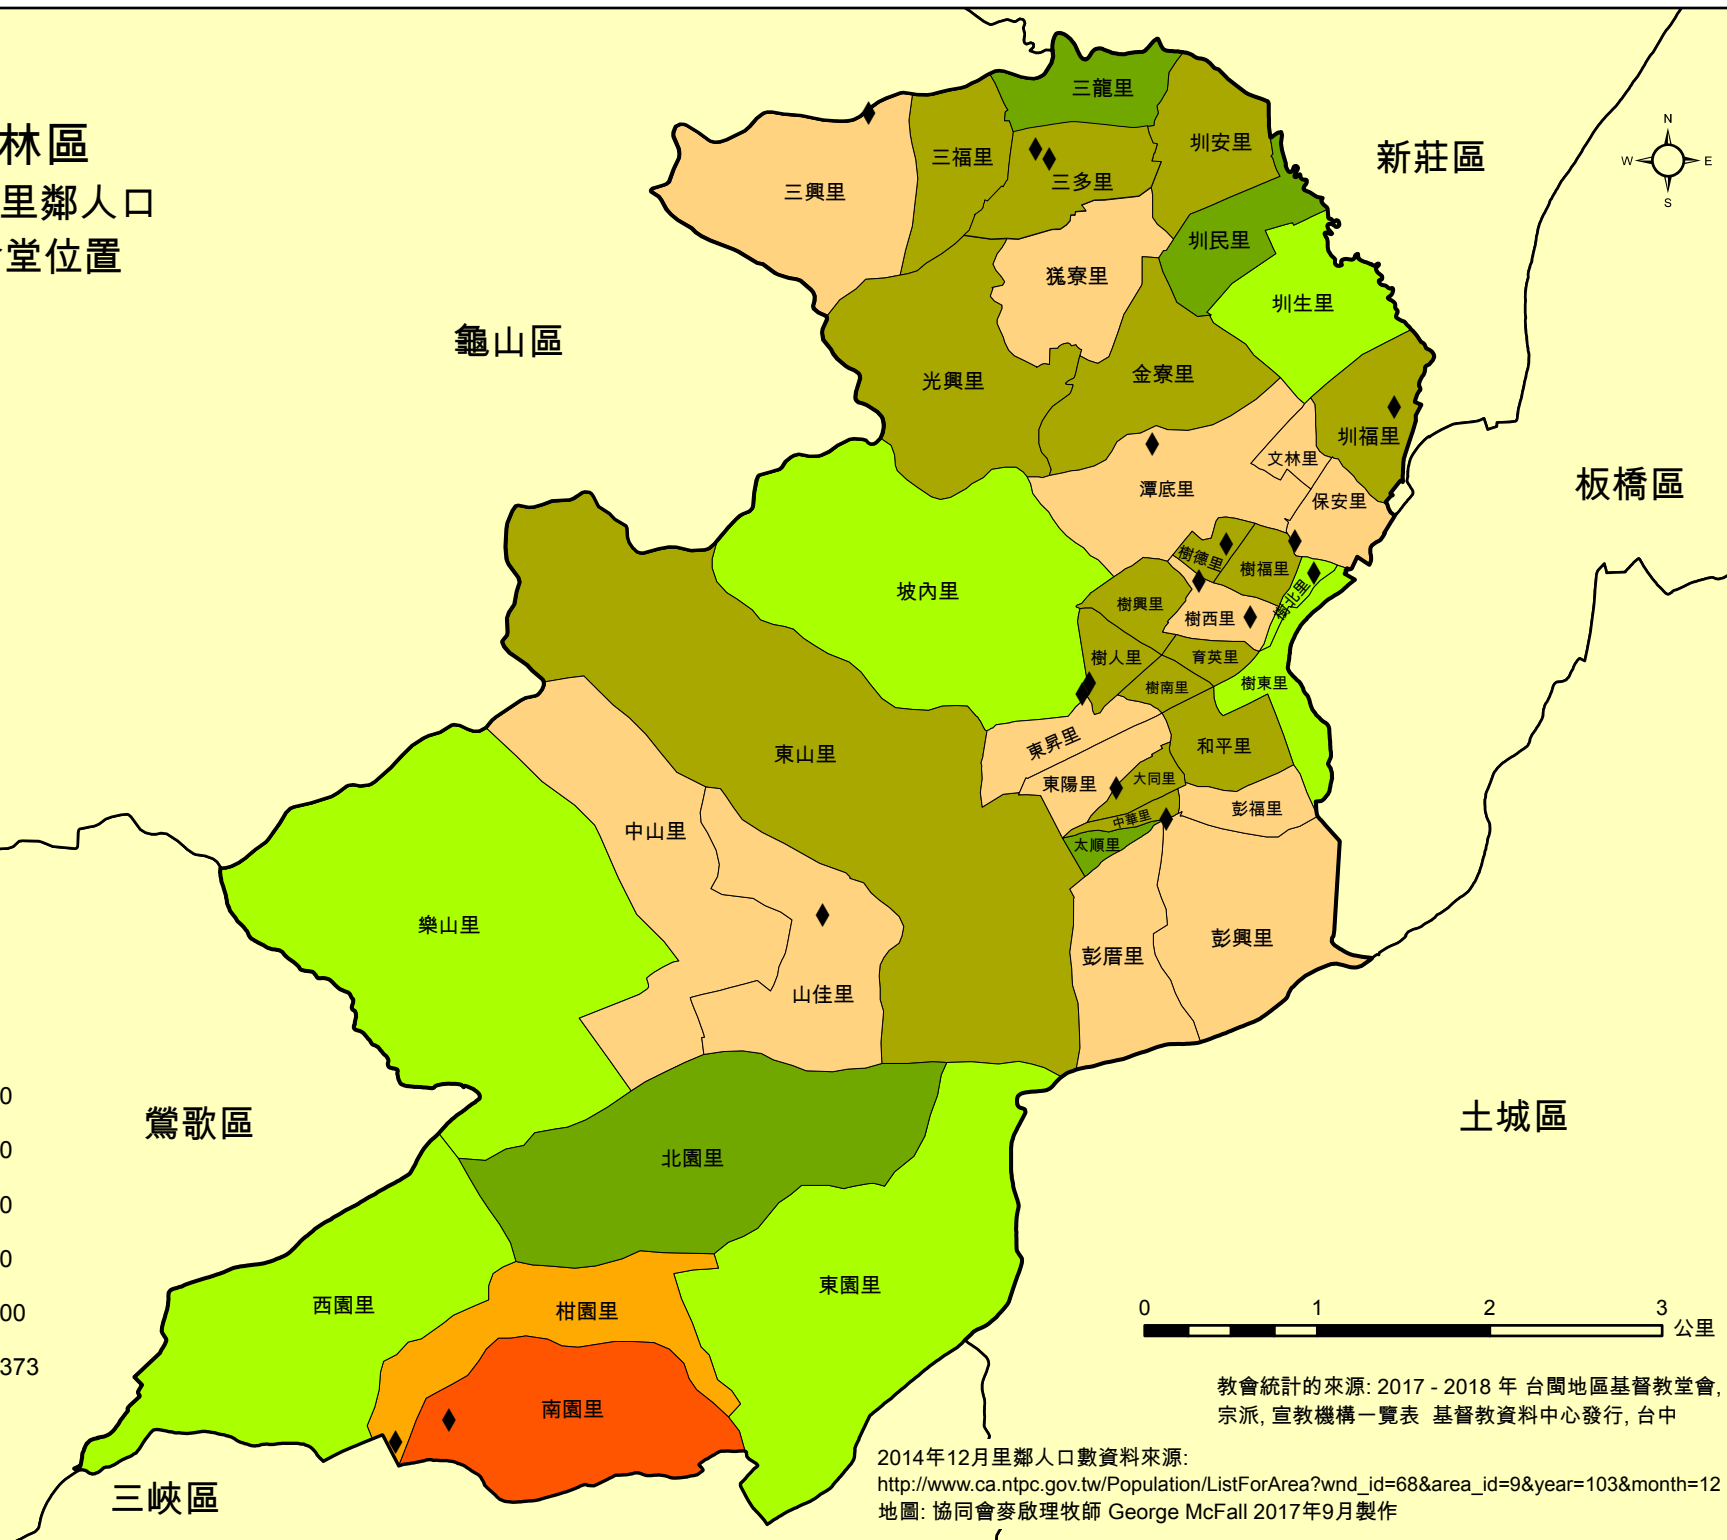 林區
里鄰人口
堂位置
新莊區
龜山區
板橋區
土城區
鶯歌區
三峽區
N
W
E
S
三龍里
圳安里
三福里
三多里
三興里
圳民里
猐寮里
圳生里
光興里
金寮里
圳福里
文林里
潭底里
保安里
樹德里
樹福里
樹北里
坡內里
樹興里
樹西里
樹人里
育英里
樹南里
樹東里
東昇里
和平里
東山里
東陽里
大同里
中山里
中華里
彭福里
太順里
樂山里
彭厝里
彭興里
山佳里
北園里
東園里
西園里
柑園里
南園里
0
0
0
0
00
373
0 1 2 3
公里
教會統計的來源: 2017 - 2018 年 台閩地區基督教堂會,
宗派, 宣教機構一覽表 基督教資料中心發行, 台中
2014年12月里鄰人口數資料來源:
http://www.ca.ntpc.gov.tw/Population/ListForArea?wnd_id=68&area_id=9&year=103&month=12
地圖: 協同會麥啟理牧師 George McFall 2017年9月製作